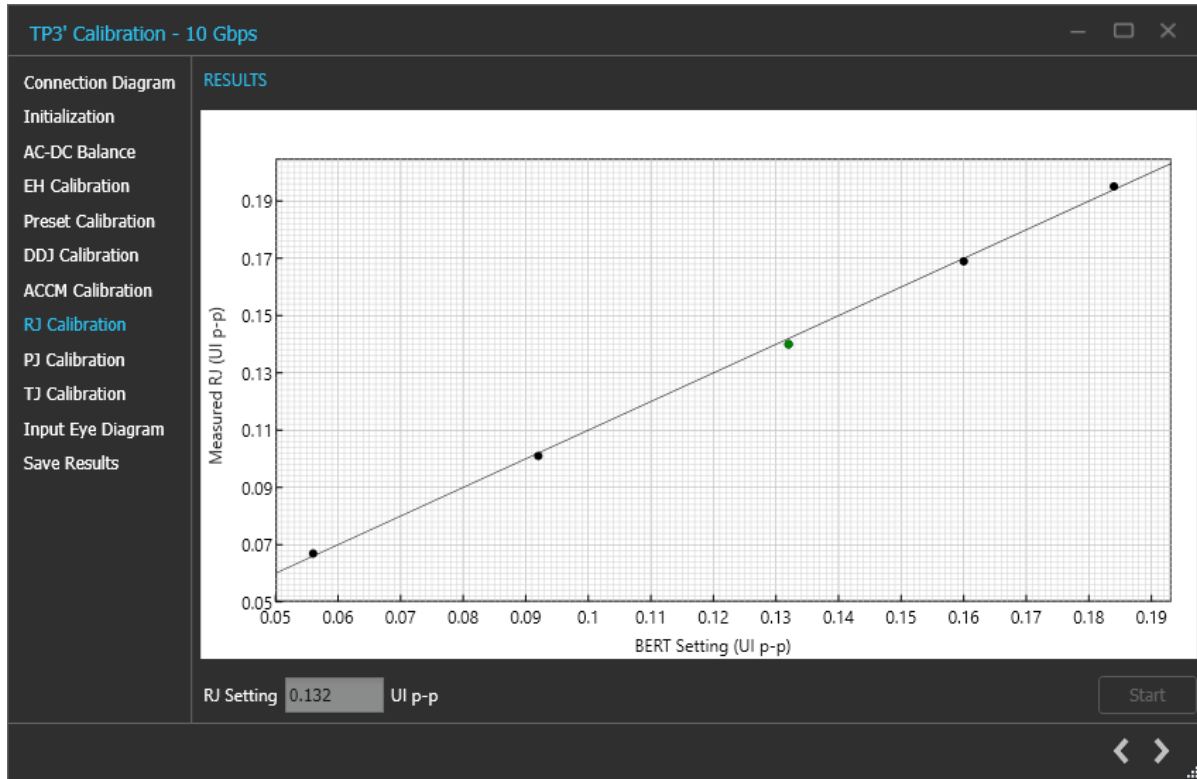 TP3' Calibration - 10 Gbps
Connection Diagram
Initialization
AC-DC Balance
EH Calibration
Preset Calibration
DDJ Calibration
ACCM Calibration
RJ Calibration
PJ Calibration
TJ Calibration
Input Eye Diagram
Save Results
RESULTS
Measured RJ (UI p-p)
0.19
0.17
0.15
0.13
0.11
0.09
0.07
0.05
0.05 0.06 0.07 0.08 0.09 0.1 0.11 0.12 0.13 0.14 0.15 0.16 0.17 0.18 0.19
BERT Setting (UI p-p)
RJ Setting 0.132 UI p-p
Start